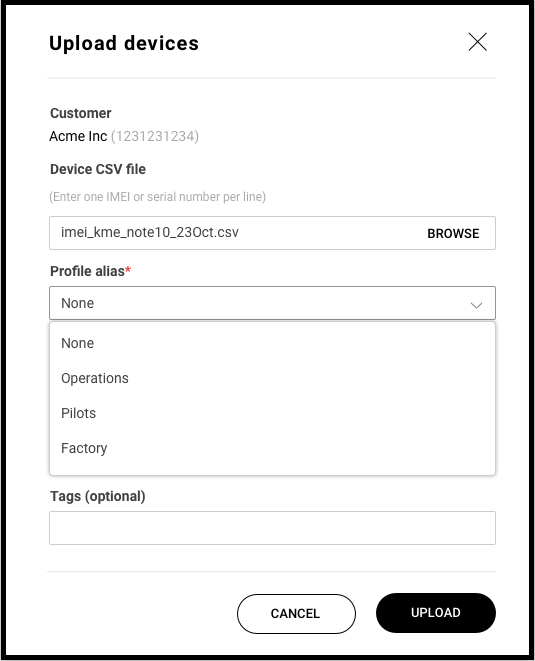 Upload devices
Customer
Acme Inc (1231231234)
Device CSV file
(Enter one IMEI or serial number per line)
imei_kme_note10_23Oct.csv BROWSE
Profile alias*
None
None
Operations
Pilots
Factory
Tags (optional)
CANCEL UPLOAD